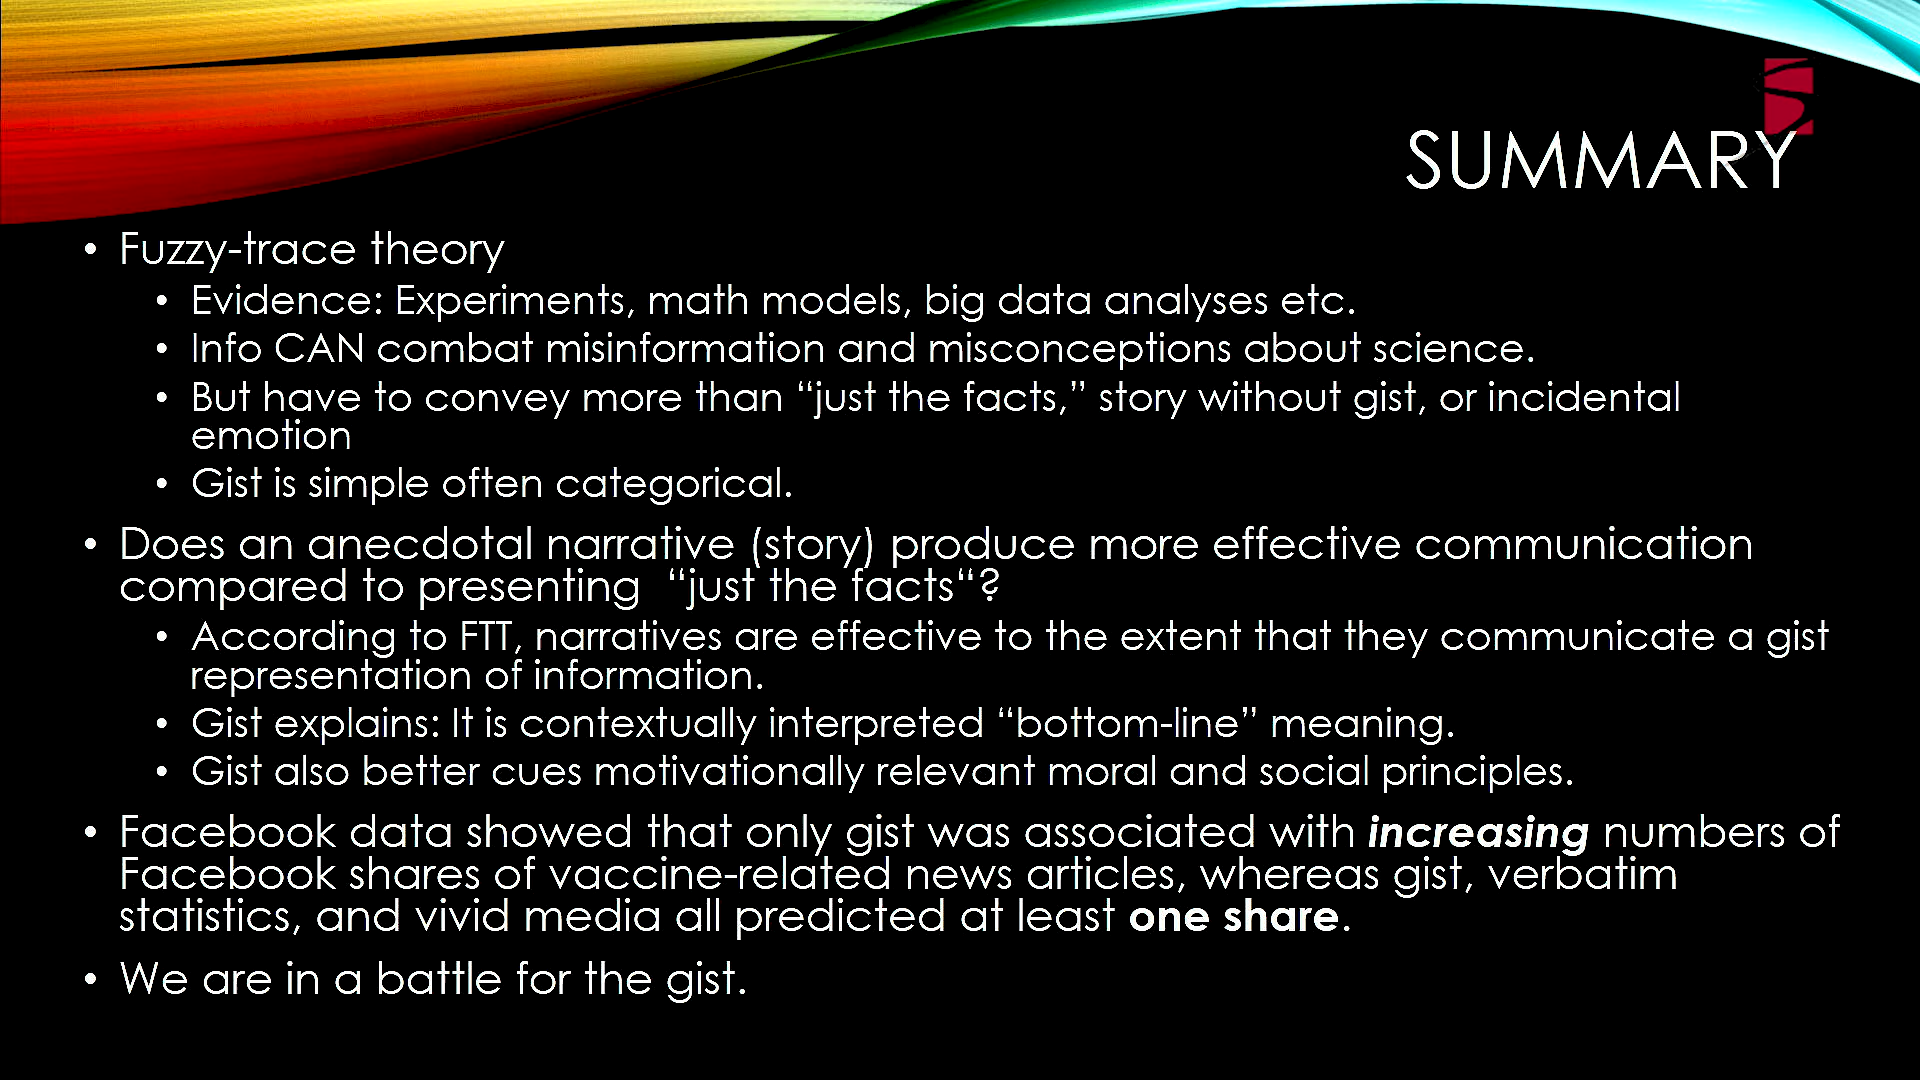 SUMMARY
• Fuzzy-trace theory
• Evidence: Experiments, math models, big data analyses etc.
• Info CAN combat misinformation and misconceptions about science.
• But have to convey more than “just the facts,” story without gist, or incidental
emotion
• Gist is simple often categorical.
• Does an anecdotal narrative (story) produce more effective communication
compared to presenting “just the facts“?
• According to FTT, narratives are effective to the extent that they communicate a gist
representation of information.
• Gist explains: It is contextually interpreted “bottom-line” meaning.
• Gist also better cues motivationally relevant moral and social principles.
• Facebook data showed that only gist was associated with increasing numbers of
Facebook shares of vaccine-related news articles, whereas gist, verbatim
statistics, and vivid media all predicted at least one share.
• We are in a battle for the gist.